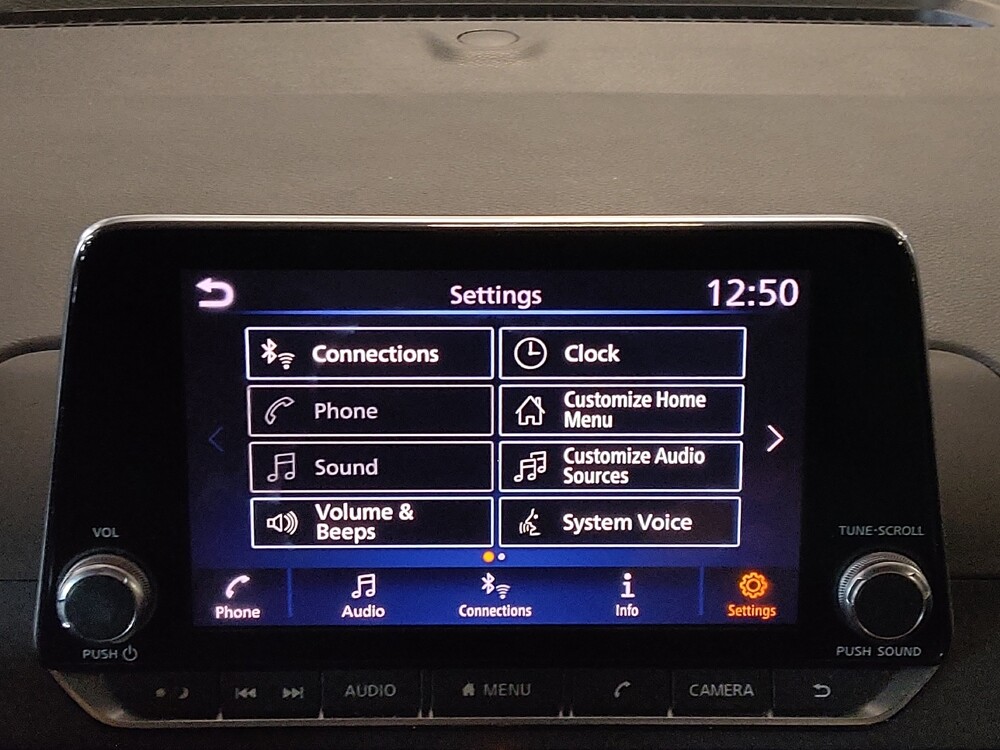 Settings
12:50
Connections
Clock
Phone
Customize Home
Menu
Sound
Customize Audio
Sources
Volume &
Beeps
System Voice
VOL
TUNE·SCROLL
Phone
Audio
Connections
Info
Settings
PUSH
PUSH SOUND
AUDIO
MENU
CAMERA